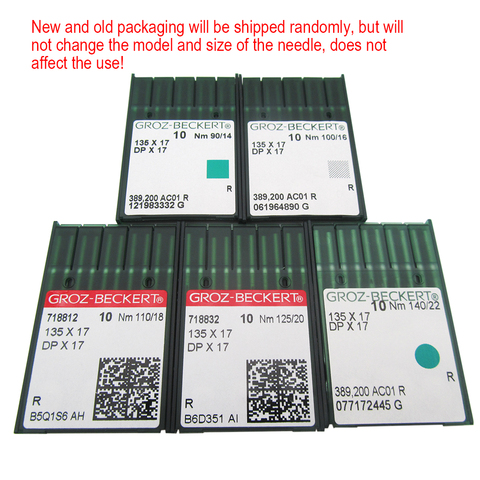 New and old packaging will be shipped randomly, but will
not change the model and size of the needle, does not
affect the use!
GROZ-BECKERT®
10 Nm 90/14
135 X 17
DP X 17
R
389,200 AC01 R
121983332 G
GROZ-BECKERT®
10 Nm 100/16
135 X 17
DP X 17
R
389,200 AC01 R
061964890 G
GROZ-BECKERT®
718812 10 Nm 110/18
135 X 17
DP X 17
R
B5Q1S6 AH
GROZ-BECKERT®
718832 10 Nm 125/20
135 X 17
DP X 17
R
B6D351 AI
GROZ-BECKERT®
10 Nm 140/22
135 X 17
DP X 17
R
389,200 AC01 R
077172445 G